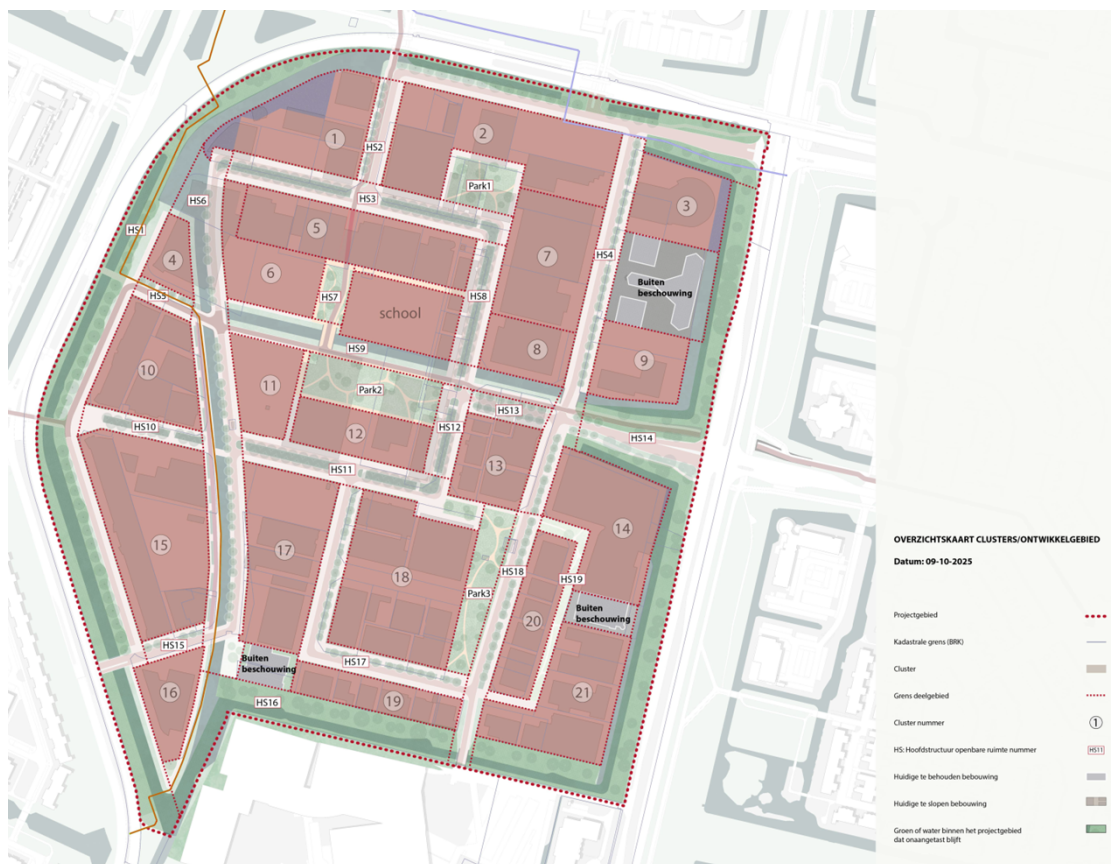 1
2
HS2
Park1
HS3
HS6
3
HS1
5
HS4
4
6
7
Buiten
beschouwing
HS5
HS7
HS8
school
HS9
8
9
10
11
Park2
HS13
HS10
12
HS12
HS14
HS11
13
14
15
17
18
HS18
HS19
Park3
20
Buiten
beschouwing
HS15
Buiten
beschouwing
HS17
16
HS16
19
21
OVERZICHTSKAART CLUSTERS/ONTWIKKELGEBIED
Datum: 09-10-2025
Projectgebied
Kadastrale grens (BRK)
Cluster
Grens deelgebied
Cluster nummer 1
HS: Hoofdstructuur openbare ruimte nummer HS11
Huidige te behouden bebouwing
Huidige te slopen bebouwing
Groen of water binnen het projectgebied
dat onaangetast blijft